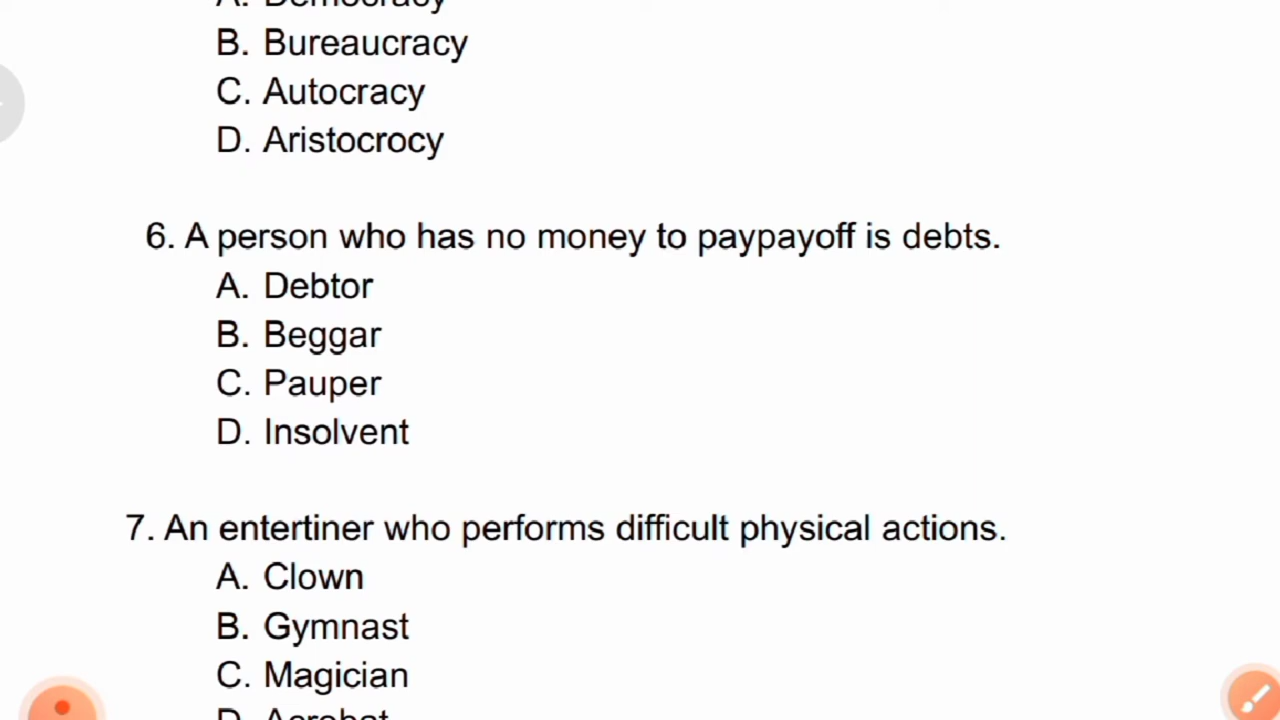 A. Democracy
B. Bureaucracy
C. Autocracy
D. Aristocrocy
6. A person who has no money to paypayoff is debts.
A. Debtor
B. Beggar
C. Pauper
D. Insolvent
7. An entertiner who performs difficult physical actions.
A. Clown
B. Gymnast
C. Magician
D. Acrobat